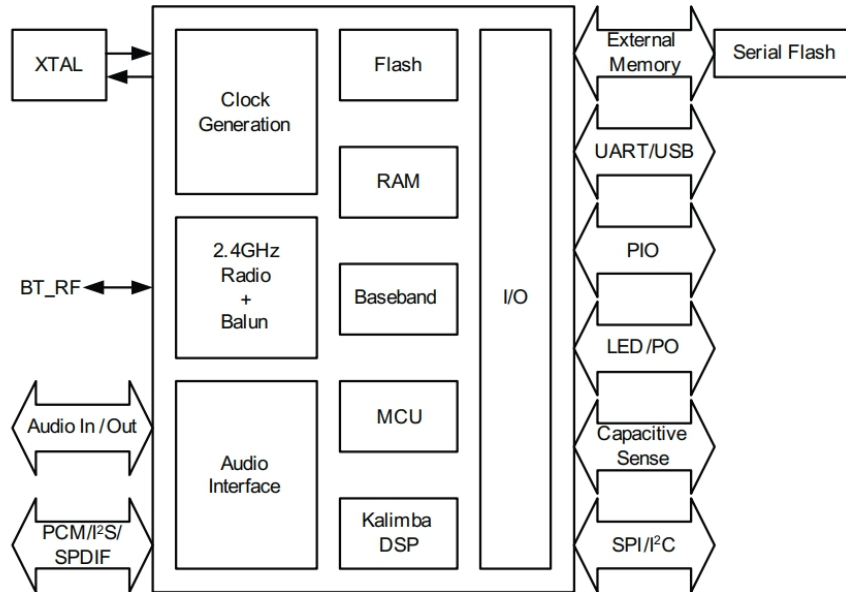 XTAL
Clock
Generation
Flash
External
Memory
Serial Flash
RAM
UART/USB
BT_RF
2.4GHz
Radio
+
Balun
Baseband
I/O
PIO
LED/PO
Audio In/Out
Audio
Interface
MCU
Capacitive
Sense
PCM/I²S/
SPDIF
Kalimba
DSP
SPI/I²C